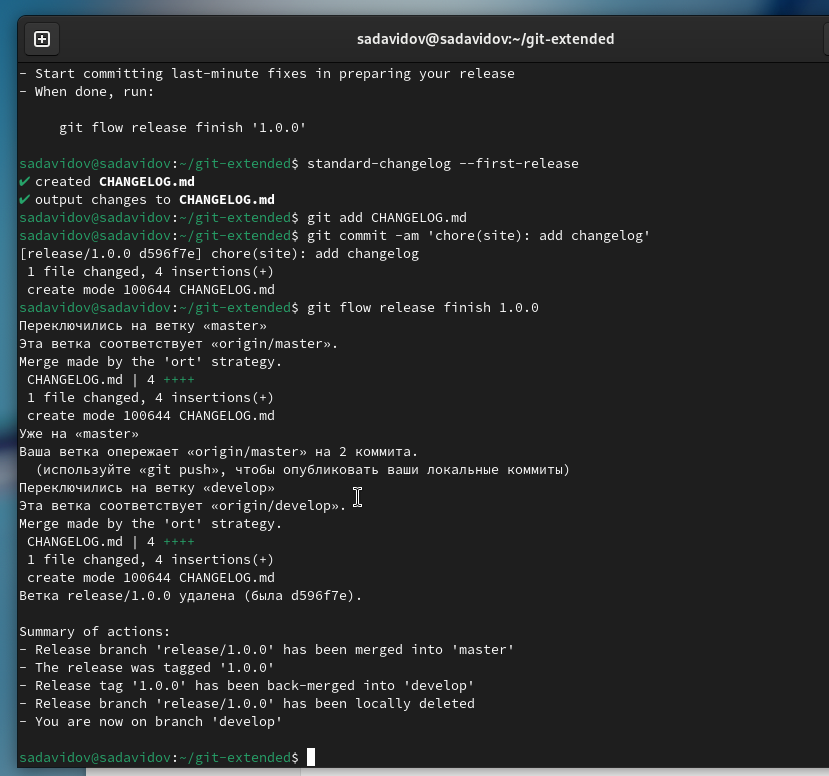 sadavidov@sadavidov:~/git-extended
- Start committing last-minute fixes in preparing your release
- When done, run:
git flow release finish '1.0.0'
sadavidov@sadavidov:~/git-extended$ standard-changelog --first-release
✔ created CHANGELOG.md
✔ output changes to CHANGELOG.md
sadavidov@sadavidov:~/git-extended$ git add CHANGELOG.md
sadavidov@sadavidov:~/git-extended$ git commit -am 'chore(site): add changelog'
[release/1.0.0 d596f7e] chore(site): add changelog
1 file changed, 4 insertions(+)
create mode 100644 CHANGELOG.md
sadavidov@sadavidov:~/git-extended$ git flow release finish 1.0.0
Переключились на ветку «master»
Эта ветка соответствует «origin/master».
Merge made by the 'ort' strategy.
CHANGELOG.md | 4 ++++
1 file changed, 4 insertions(+)
create mode 100644 CHANGELOG.md
Уже на «master»
Ваша ветка опережает «origin/master» на 2 коммита.
(используйте «git push», чтобы опубликовать ваши локальные коммиты)
Переключились на ветку «develop»
Эта ветка соответствует «origin/develop».
Merge made by the 'ort' strategy.
CHANGELOG.md | 4 ++++
1 file changed, 4 insertions(+)
create mode 100644 CHANGELOG.md
Ветка release/1.0.0 удалена (была d596f7e).
Summary of actions:
- Release branch 'release/1.0.0' has been merged into 'master'
- The release was tagged '1.0.0'
- Release tag '1.0.0' has been back-merged into 'develop'
- Release branch 'release/1.0.0' has been locally deleted
- You are now on branch 'develop'
sadavidov@sadavidov:~/git-extended$